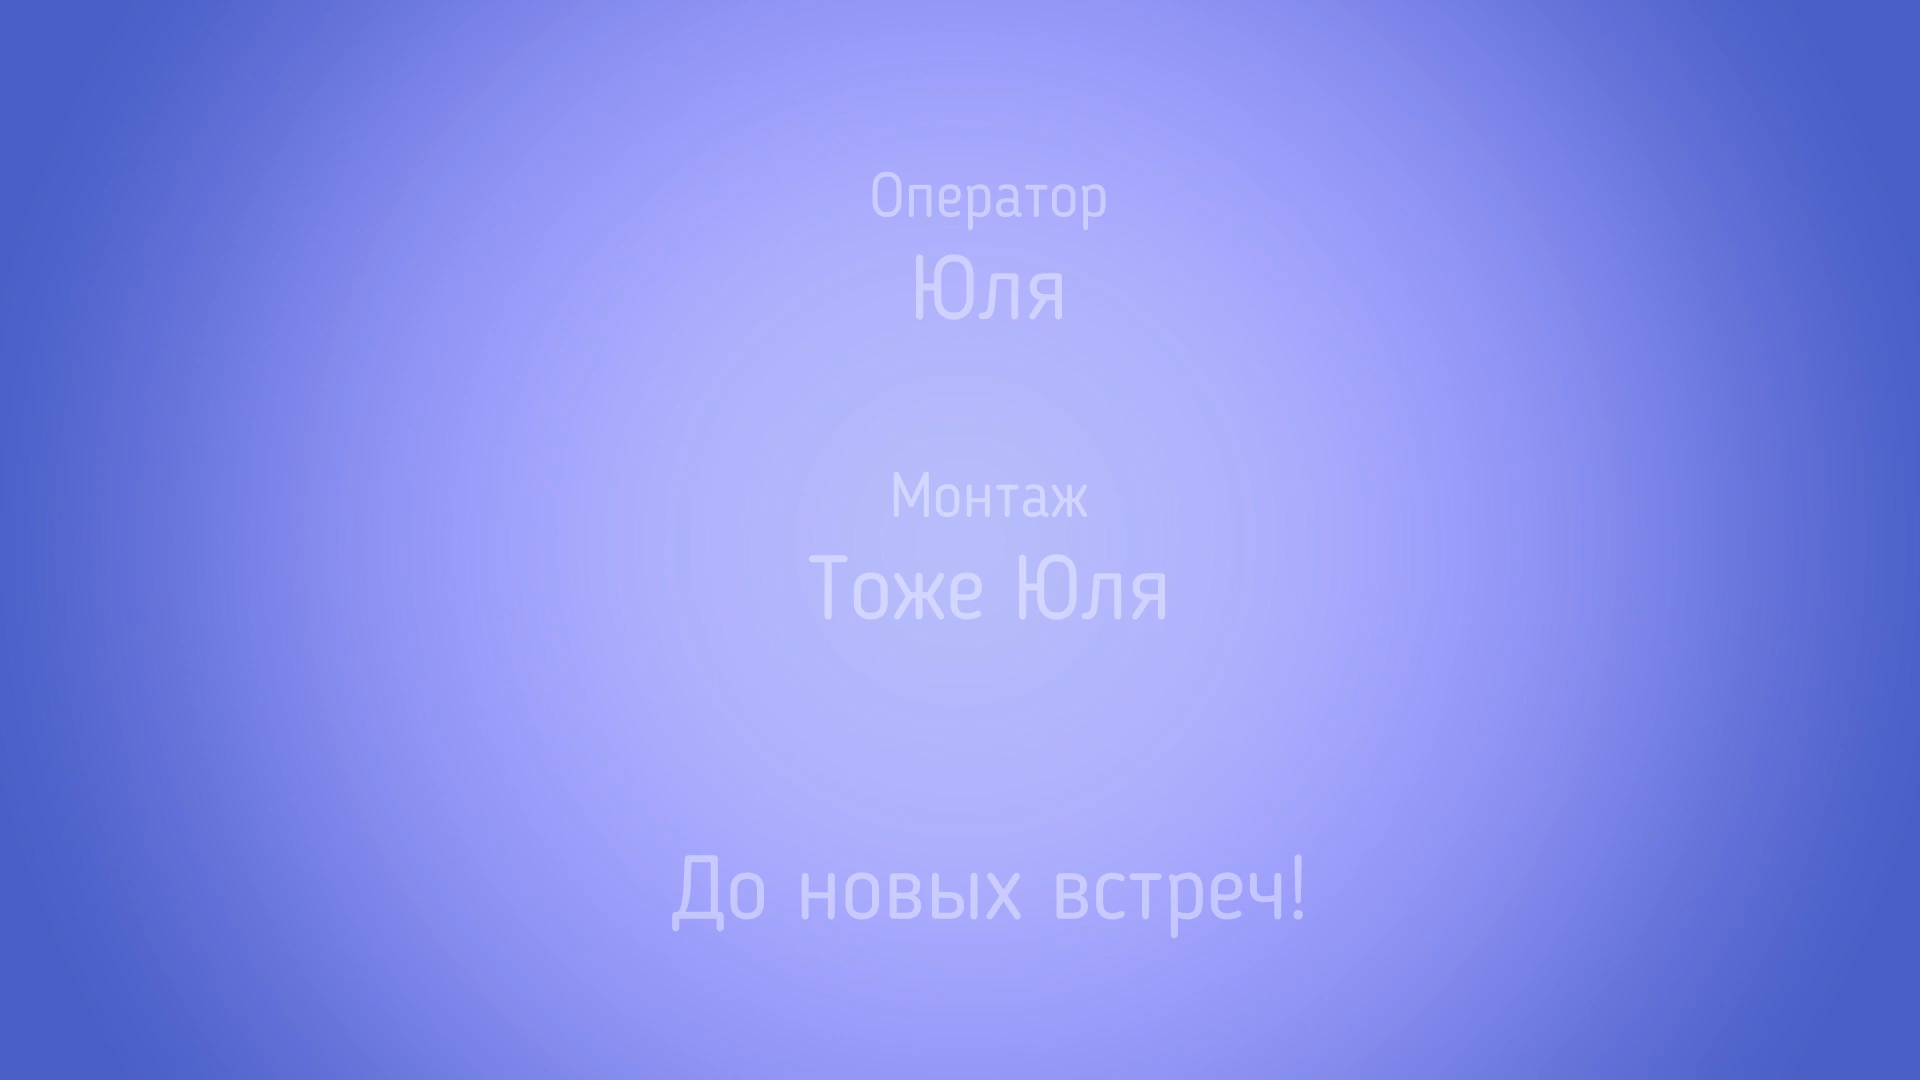 Оператор
Юля
Монтаж
Тоже Юля
До новых встреч!